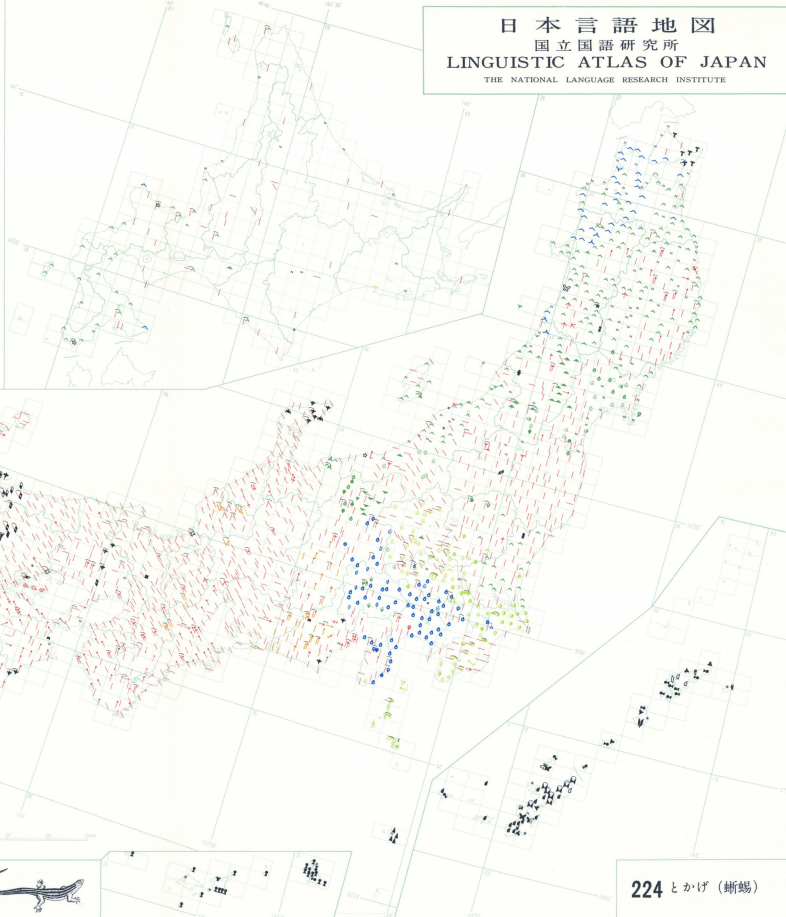 日本言語地図
国立国語研究所
LINGUISTIC ATLAS OF JAPAN
THE NATIONAL LANGUAGE RESEARCH INSTITUTE
224 とかげ (蜥蜴)